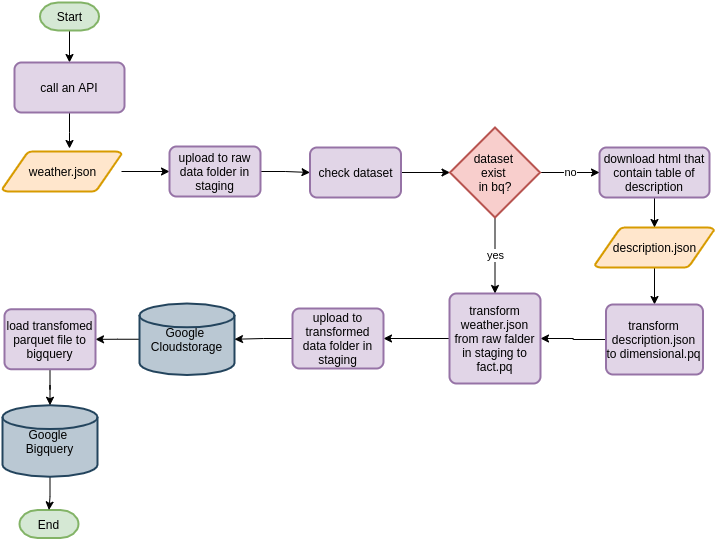 Start
call an API
weather.json
upload to raw
data folder in
staging
check dataset
dataset
exist
in bq?
no
download html that
contain table of
description
description.json
yes
transform
description.json
to dimensional.pq
transform
weather.json
from raw falder
in staging to
fact.pq
upload to
transformed
data folder in
staging
Google
Cloudstorage
load transfomed
parquet file to
bigquery
Google
Bigquery
End